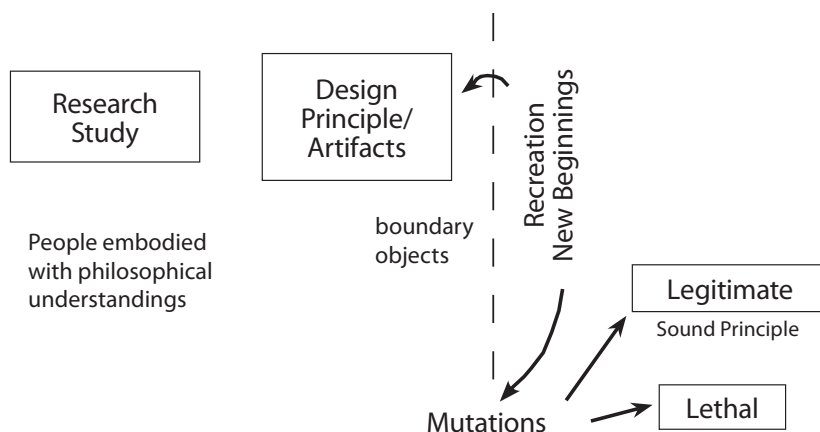 Research
Study
Design
Principle/
Artifacts
People embodied
with philosophical
understandings
boundary
objects
Recreation
New Beginnings
Legitimate
Sound Principle
Mutations
Lethal